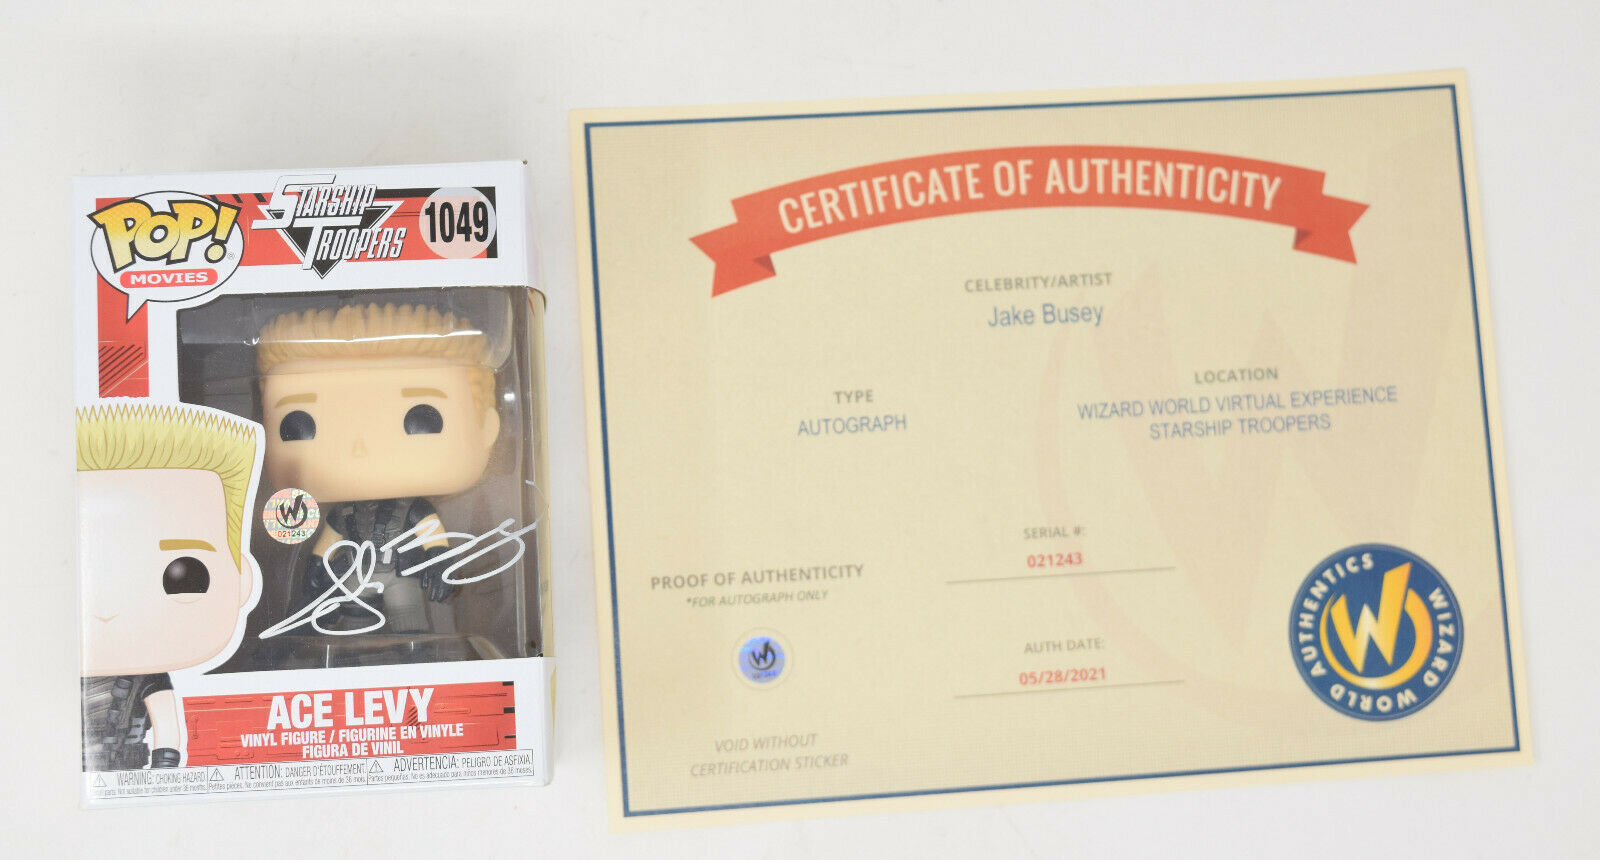 POP!
MOVIES
STARSHIP
TROOPERS
1049
021243
ACE LEVY
VINYL FIGURE / FIGURINE EN VINYLE
FIGURA DE VINIL
WARNING: CHOKING HAZARD
ATTENTION: DANGER D'ÉTOUFFEMENT
ADVERTENCIA: PELIGRO DE ASFIXIA
CERTIFICATE OF AUTHENTICITY
CELEBRITY/ARTIST
Jake Busey
TYPE
AUTOGRAPH
LOCATION
WIZARD WORLD VIRTUAL EXPERIENCE
STARSHIP TROOPERS
SERIAL #:
021243
PROOF OF AUTHENTICITY
*FOR AUTOGRAPH ONLY
AUTH DATE:
05/28/2021
VOID WITHOUT
CERTIFICATION STICKER
W
WIZARD WORLD AUTHENTICS